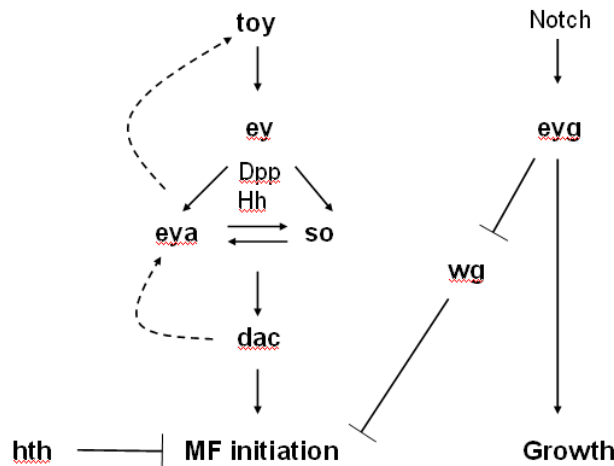 toy
Notch
ey
eyg
Dpp
Hh
eya
so
wg
dac
hth
MF initiation
Growth